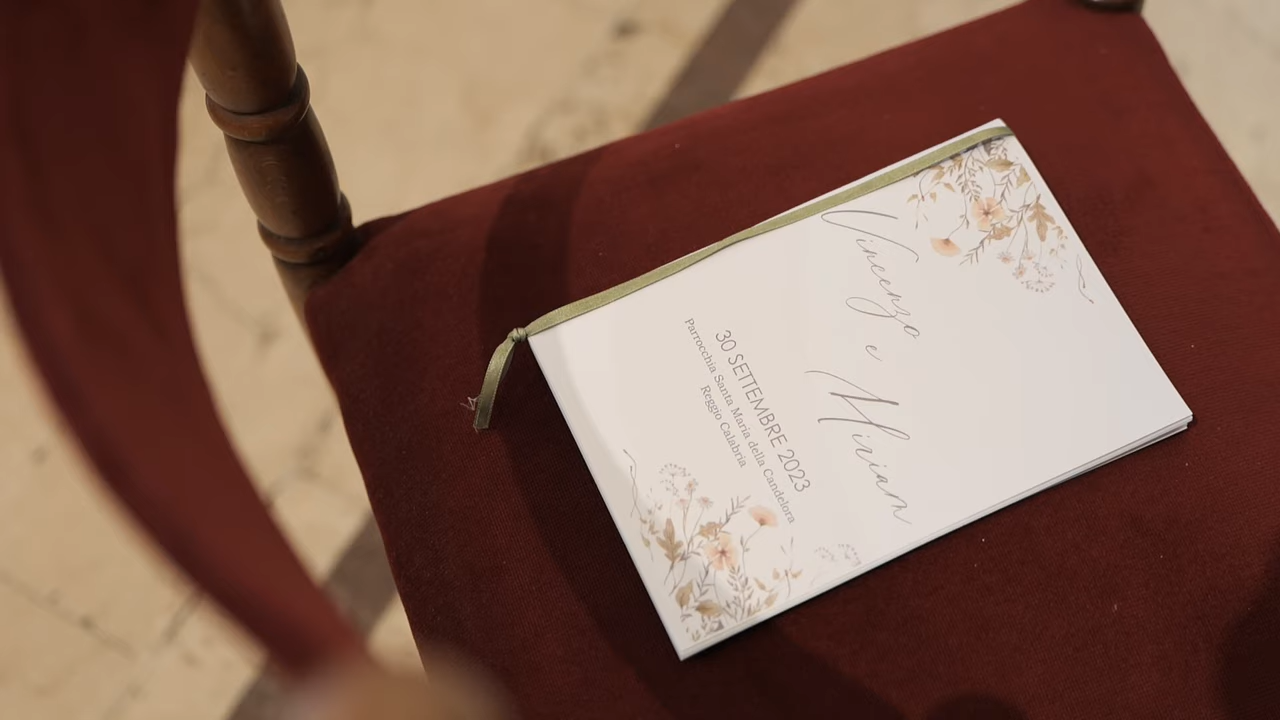 Vincenzo
e
Miriam
30 SETTEMBRE 2023
Parrocchia Santa Maria della Candelora
Reggio Calabria